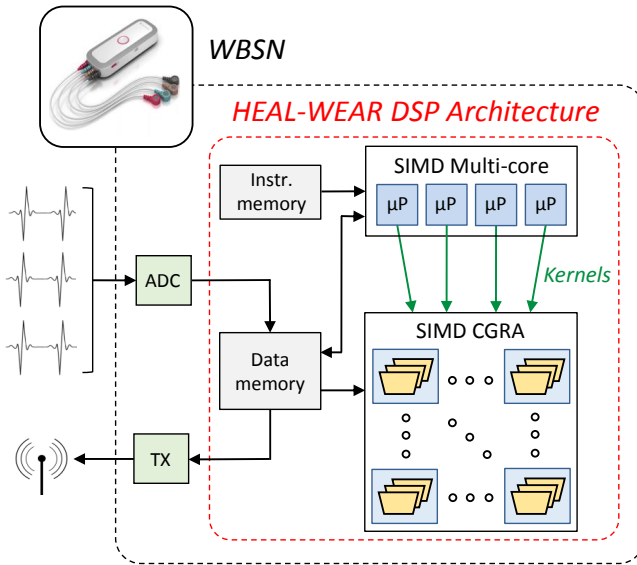 WBSN
HEAL-WEAR DSP Architecture
SIMD Multi-core
Instr.
memory
µP µP µP µP
Kernels
ADC
SIMD CGRA
Data
memory
TX